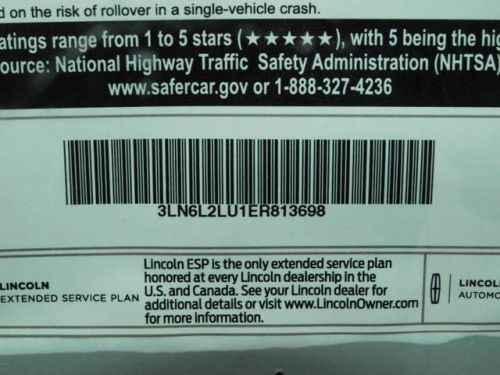 on the risk of rollover in a single-vehicle crash.
ratings range from 1 to 5 stars (★★★★★), with 5 being the
ource: National Highway Traffic Safety Administration (NHTSA)
www.safercar.gov or 1-888-327-4236
3LN6L2LU1ER813698
Lincoln ESP is the only extended service plan
honored at every Lincoln dealership in the
U.S. and Canada. See your Lincoln dealer for
additional details or visit www.LincolnOwner.com
for more information.
LINCOLN
EXTENDED SERVICE PLAN
LINCOL
AUTOMO